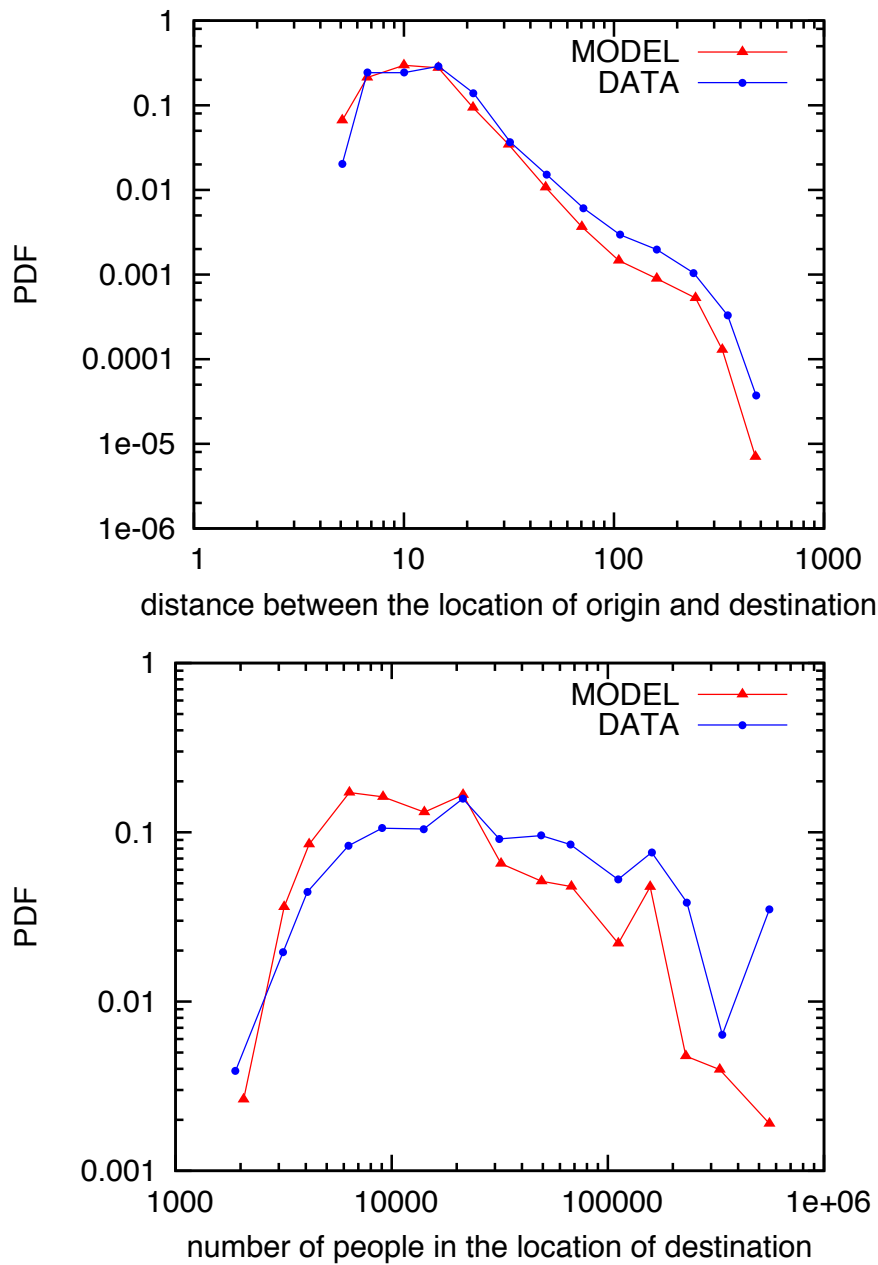 1
0.1
0.01
0.001
0.0001
1e-05
1e-06
PDF
MODEL
DATA
1 10 100 1000
distance between the location of origin and destination
1
0.1
0.01
0.001
PDF
MODEL
DATA
1000 10000 100000 1e+06
number of people in the location of destination